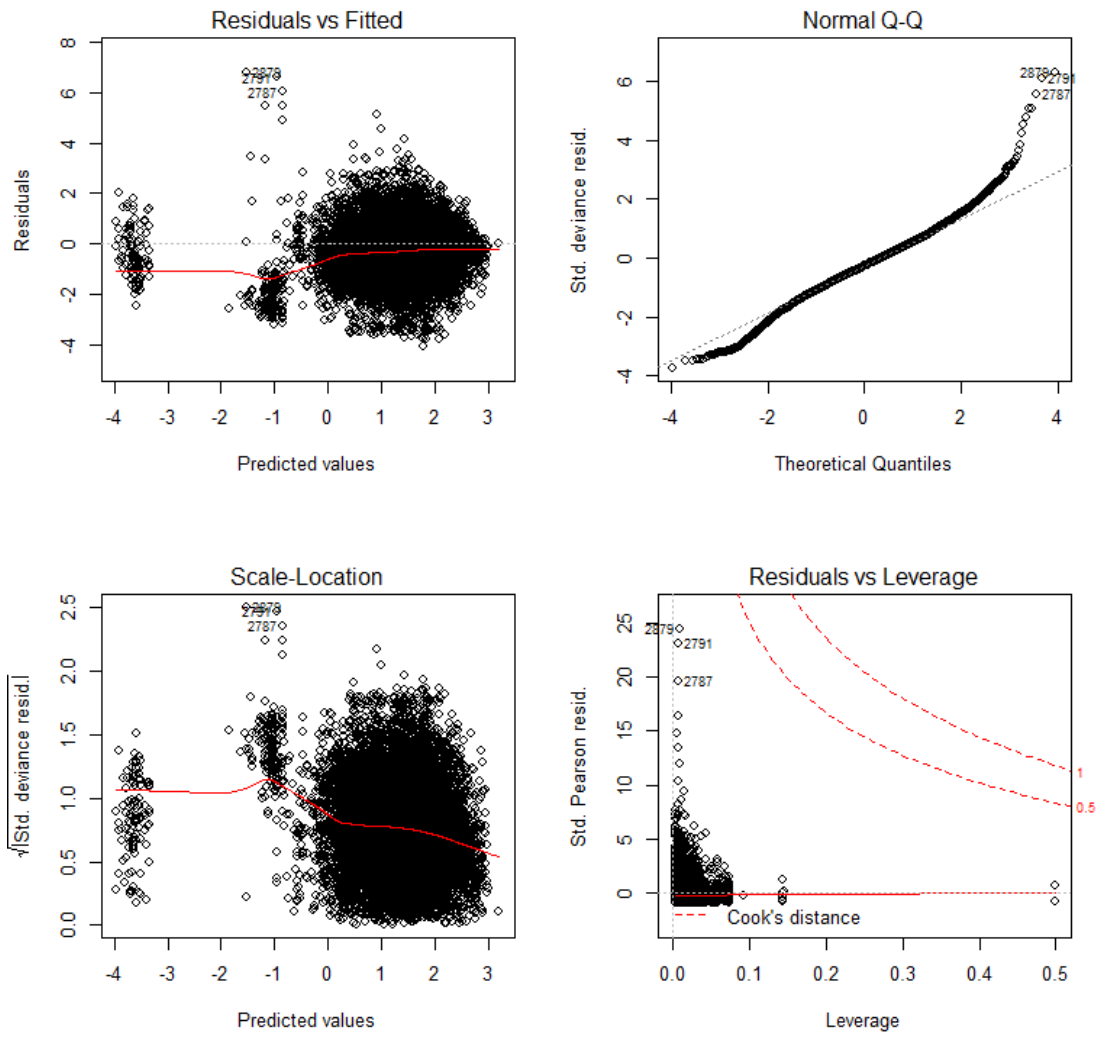 Residuals vs Fitted
Residuals
8
6
4
2
0
-2
-4
2879
2791
2787
-4 -3 -2 -1 0 1 2 3
Predicted values
Normal Q-Q
Std. deviance resid.
6
4
2
0
-2
-4
2879 2791
2787
-4 -2 0 2 4
Theoretical Quantiles
Scale-Location
√|Std. deviance resid.|
2.5
2.0
1.5
1.0
0.5
0.0
2879
2791
2787
-4 -3 -2 -1 0 1 2 3
Predicted values
Residuals vs Leverage
Std. Pearson resid.
25
20
15
10
5
0
2879
2791
2787
1
0.5
Cook's distance
0.0 0.1 0.2 0.3 0.4 0.5
Leverage